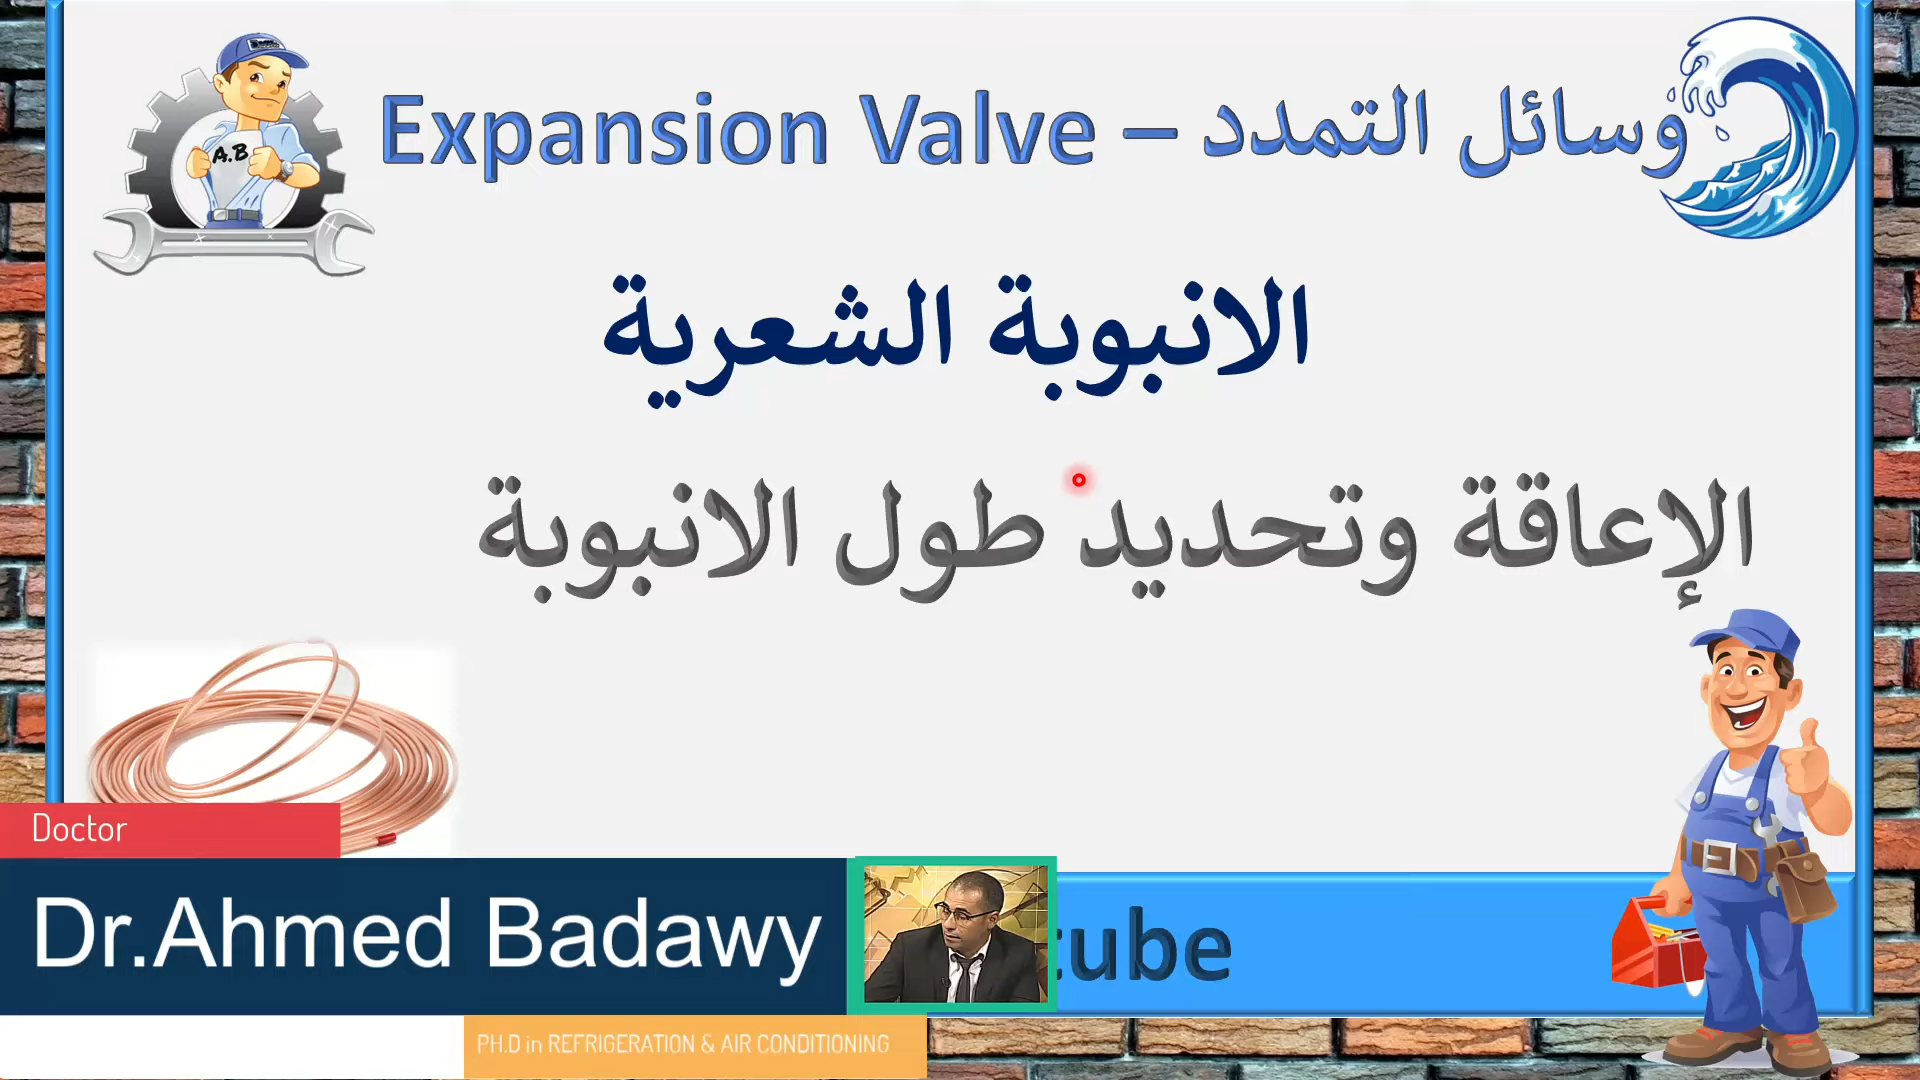 وسائل التمدد – Expansion Valve
A.B
الانبوبة الشعرية
الإعاقة وتحديد طول الانبوبة
Doctor
Dr.Ahmed Badawy
tube
PH.D in REFRIGERATION & AIR CONDITIONING